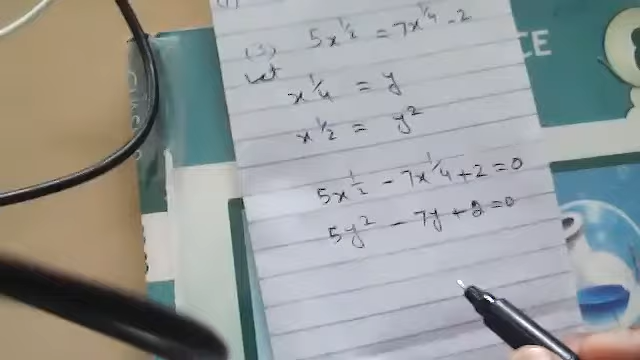 (3) 5x^{1/2} = 7x^{1/4} - 2
Let
x^{1/4} = y
x^{1/2} = y²
5x^{1/2} - 7x^{1/4} + 2 = 0
5y² - 7y + 2 = 0
CE